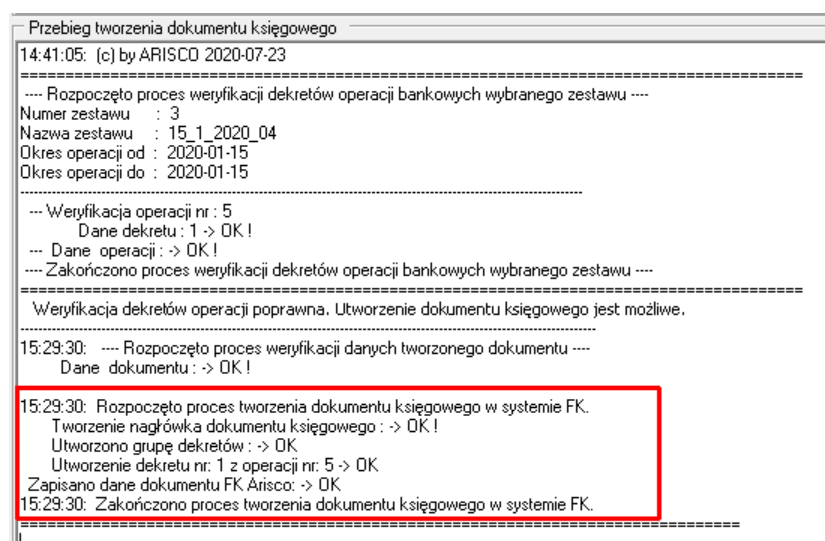 Przebieg tworzenia dokumentu księgowego
14:41:05: (c) by ARISCO 2020-07-23
================================================================================
---- Rozpoczęto proces weryfikacji dekretów operacji bankowych wybranego zestawu ----
Numer zestawu : 3
Nazwa zestawu : 15_1_2020_04
Okres operacji od : 2020-01-15
Okres operacji do : 2020-01-15
--------------------------------------------------------------------------------
--- Weryfikacja operacji nr : 5
Dane dekretu : 1 -> OK !
--- Dane operacji : -> OK !
---- Zakończono proces weryfikacji dekretów operacji bankowych wybranego zestawu ----
================================================================================
Weryfikacja dekretów operacji poprawna. Utworzenie dokumentu księgowego jest możliwe.
--------------------------------------------------------------------------------
15:29:30: ---- Rozpoczęto proces weryfikacji danych tworzonego dokumentu ----
Dane dokumentu : -> OK !
15:29:30: Rozpoczęto proces tworzenia dokumentu księgowego w systemie FK.
Tworzenie nagłówka dokumentu księgowego : -> OK !
Utworzono grupę dekretów : -> OK
Utworzenie dekretu nr: 1 z operacji nr: 5 -> OK
Zapisano dane dokumentu FK Arisco: -> OK
15:29:30: Zakończono proces tworzenia dokumentu księgowego w systemie FK.
================================================================================